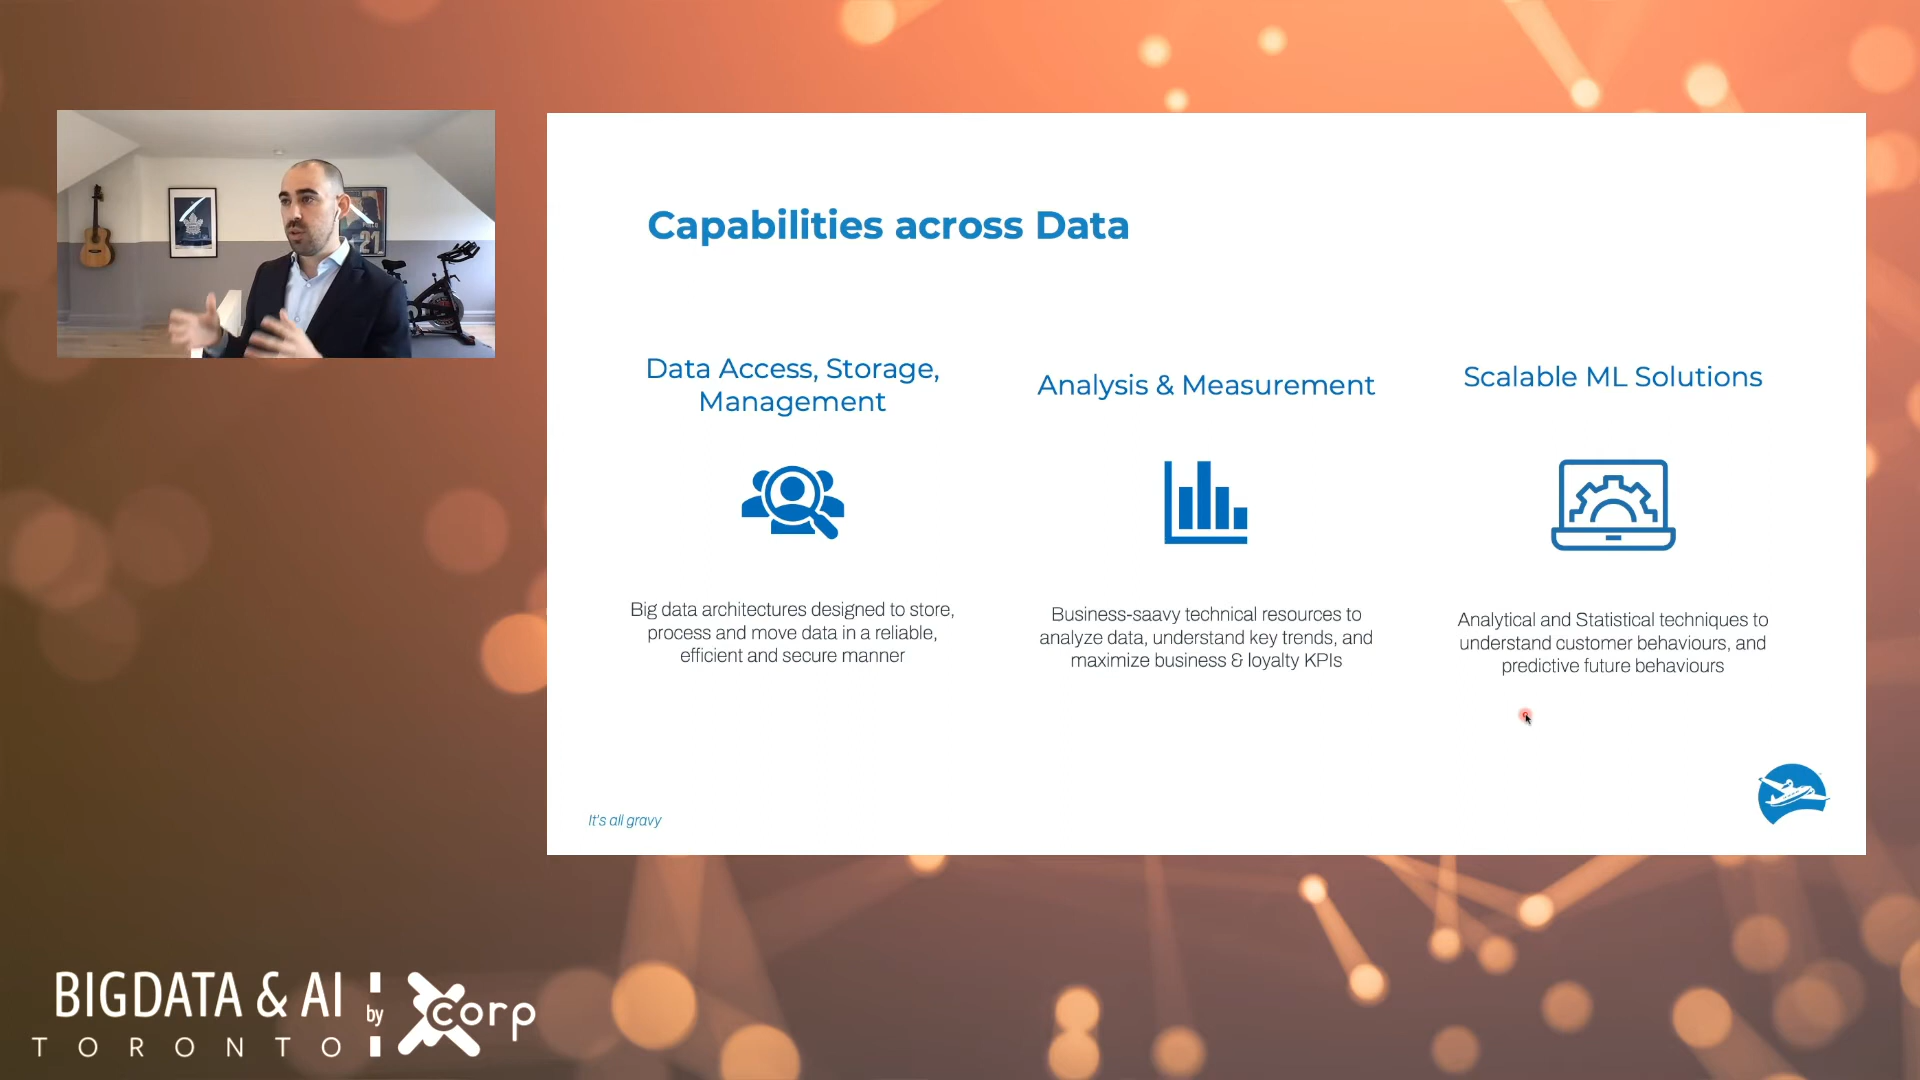 21
Capabilities across Data
Data Access, Storage,
Management
Big data architectures designed to store,
process and move data in a reliable,
efficient and secure manner
Analysis & Measurement
Business-saavy technical resources to
analyze data, understand key trends, and
maximize business & loyalty KPIs
Scalable ML Solutions
Analytical and Statistical techniques to
understand customer behaviours, and
predictive future behaviours
It's all gravy
BIGDATA & AI
TORONTO
by
corp